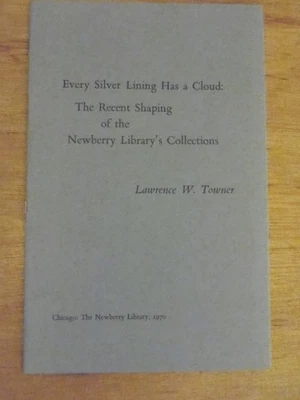 Every Silver Lining Has a Cloud:
The Recent Shaping
of the
Newberry Library's Collections
Lawrence W. Towner
Chicago: The Newberry Library, 1970